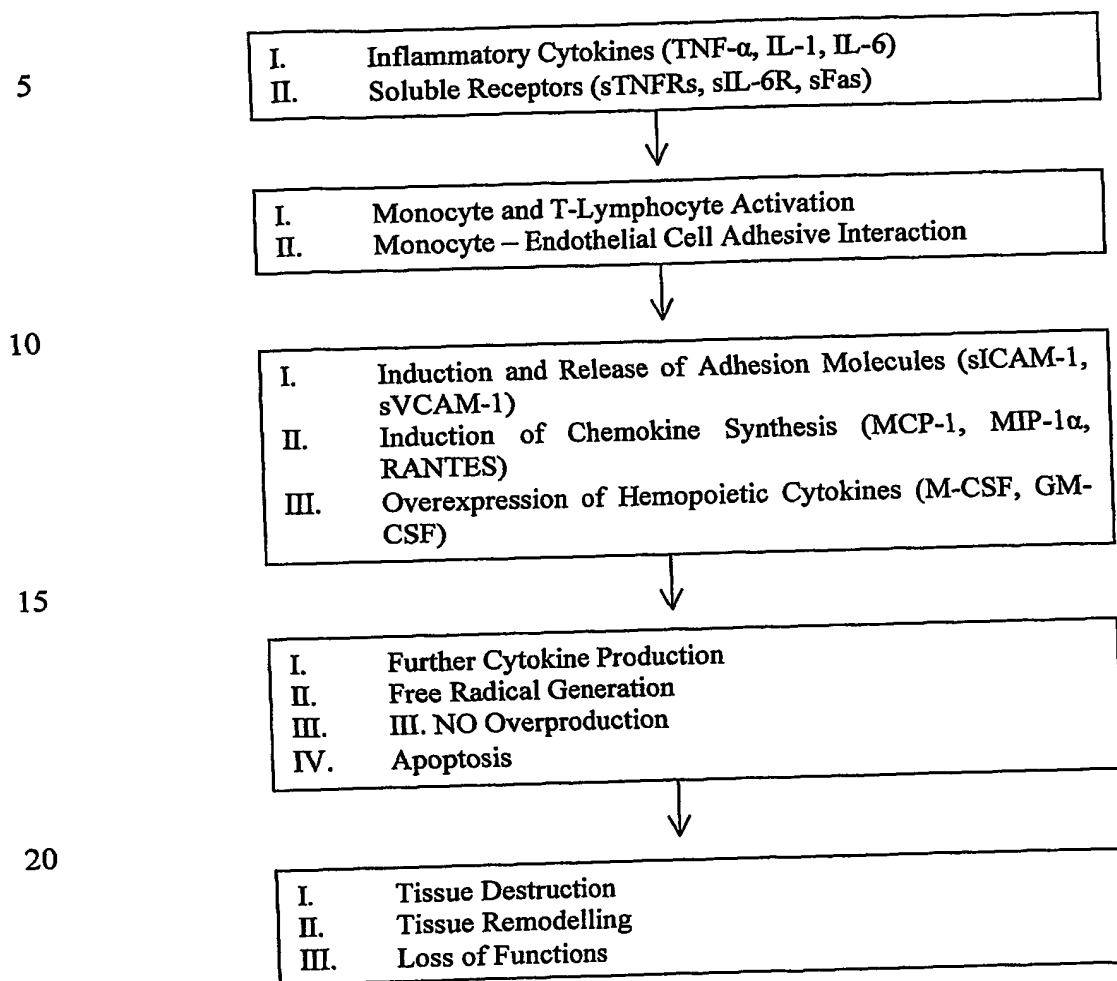 I. Inflammatory Cytokines (TNF-α, IL-1, IL-6)
5
II. Soluble Receptors (sTNFRs, sIL-6R, sFas)
I. Monocyte and T-Lymphocyte Activation
II. Monocyte – Endothelial Cell Adhesive Interaction
10
I. Induction and Release of Adhesion Molecules (sICAM-1,
sVCAM-1)
II. Induction of Chemokine Synthesis (MCP-1, MIP-1α,
RANTES)
III. Overexpression of Hemopoietic Cytokines (M-CSF, GM-
CSF)
15
I. Further Cytokine Production
II. Free Radical Generation
III. III. NO Overproduction
IV. Apoptosis
20
I. Tissue Destruction
II. Tissue Remodelling
III. Loss of Functions